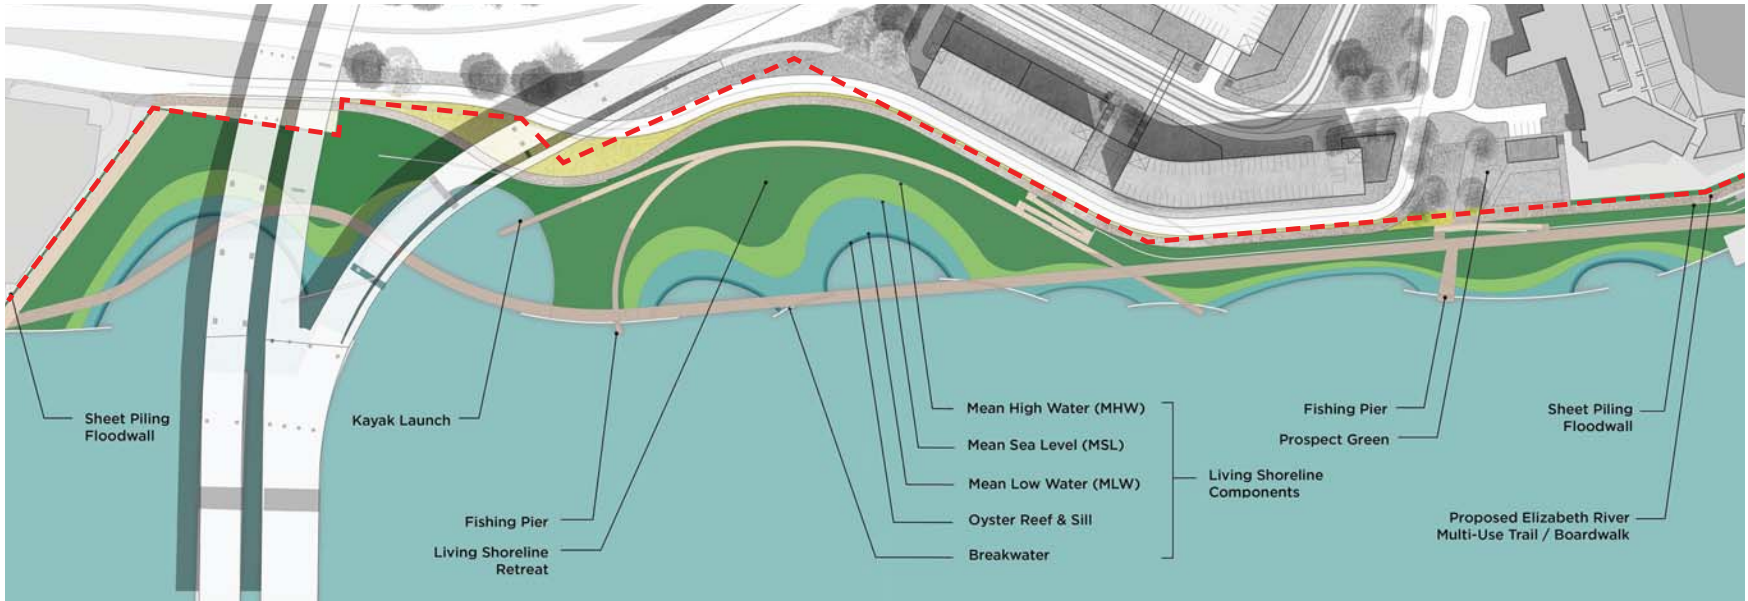 Sheet Piling
Floodwall
Kayak Launch
Fishing Pier
Living Shoreline
Retreat
Mean High Water (MHW)
Mean Sea Level (MSL)
Mean Low Water (MLW)
Oyster Reef & Sill
Breakwater
Living Shoreline
Components
Fishing Pier
Prospect Green
Sheet Piling
Floodwall
Proposed Elizabeth River
Multi-Use Trail / Boardwalk